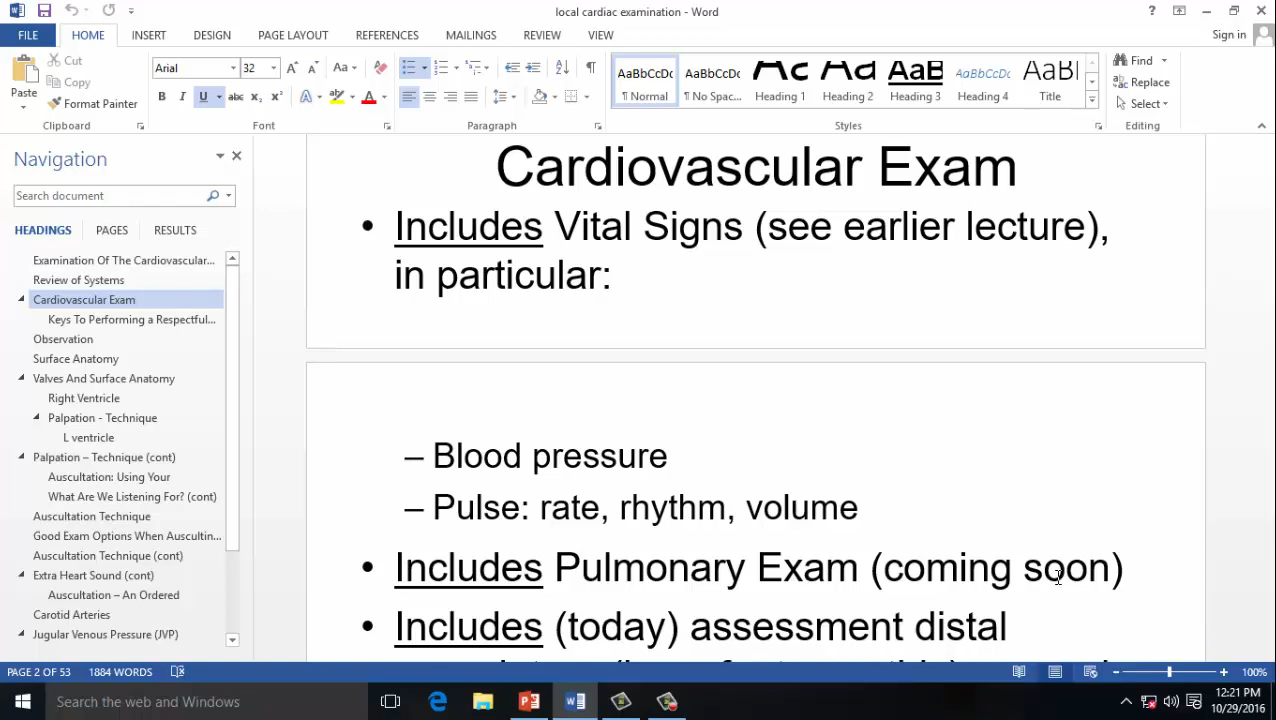 local cardiac examination - Word
?
FILE HOME INSERT DESIGN PAGE LAYOUT REFERENCES MAILINGS REVIEW VIEW
Sign in
Paste
Cut
Copy
Format Painter
Clipboard
Arial 32
Aa
B I U abc x₂ x²
A A
Font
Paragraph
AaBbCcDc
¶ Normal
AaBbCcDc
¶ No Spac...
Heading 1
AaB
Heading 2
AaB
Heading 3
AaBbCcDc
Heading 4
AaBl
Title
Styles
Find
Replace
Select
Editing
Navigation
Search document
HEADINGS PAGES RESULTS
Examination Of The Cardiovascular...
Review of Systems
Cardiovascular Exam
Keys To Performing a Respectful...
Observation
Surface Anatomy
Valves And Surface Anatomy
Right Ventricle
Palpation - Technique
L ventricle
Palpation – Technique (cont)
Auscultation: Using Your
What Are We Listening For? (cont)
Auscultation Technique
Good Exam Options When Auscultin...
Auscultation Technique (cont)
Extra Heart Sound (cont)
Auscultation – An Ordered
Carotid Arteries
Jugular Venous Pressure (JVP)
Cardiovascular Exam
• Includes Vital Signs (see earlier lecture),
in particular:
– Blood pressure
– Pulse: rate, rhythm, volume
• Includes Pulmonary Exam (coming soon)
• Includes (today) assessment distal
PAGE 2 OF 53 1884 WORDS
100%
Search the web and Windows
12:21 PM
10/29/2016